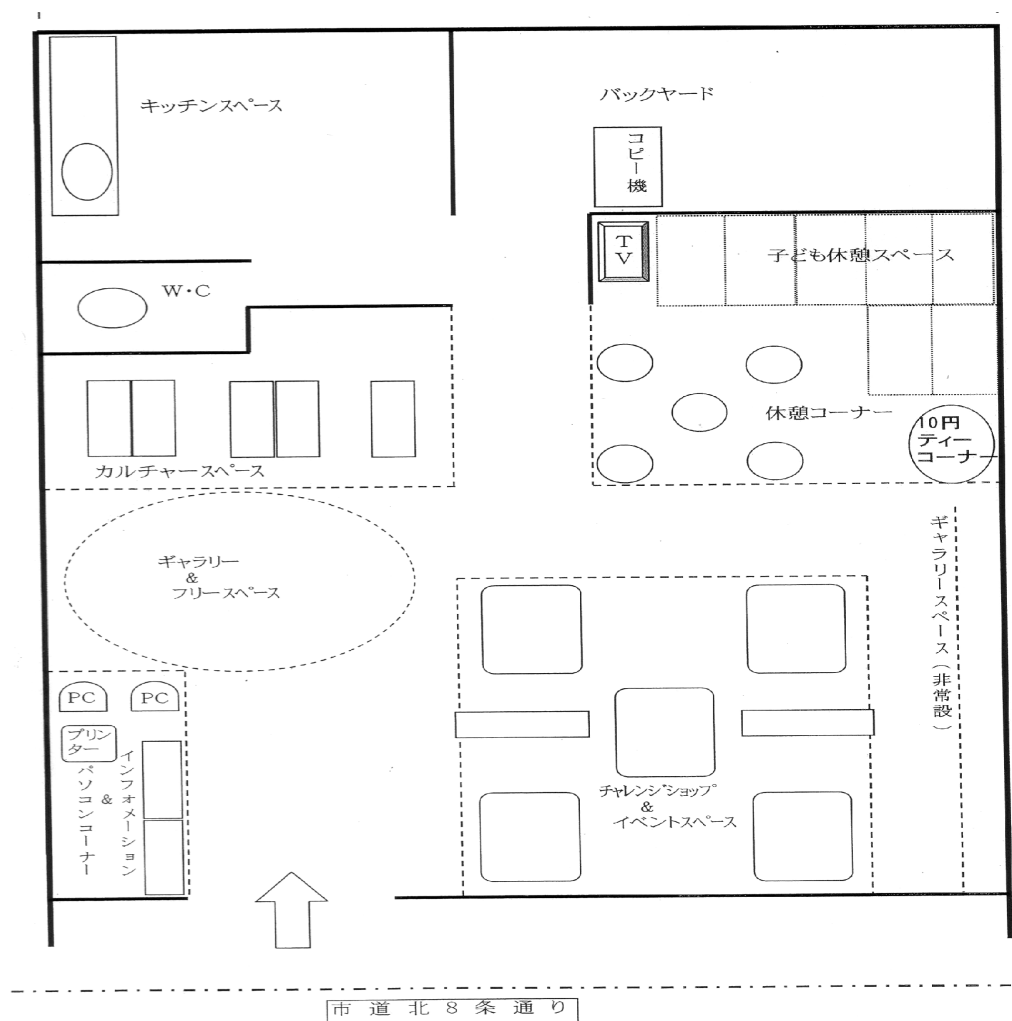 キッチンスペース
バックヤード
コピー機
TV
子ども休憩スペース
W・C
休憩コーナー
10円
ティー
コーナー
カルチャースペース
ギャラリー
&
フリースペース
ギャラリースペース（非常設）
PC
PC
プリン
ター
インフォメーション
&
パソコンコーナー
チャレンジショップ
&
イベントスペース
市道北8条通り